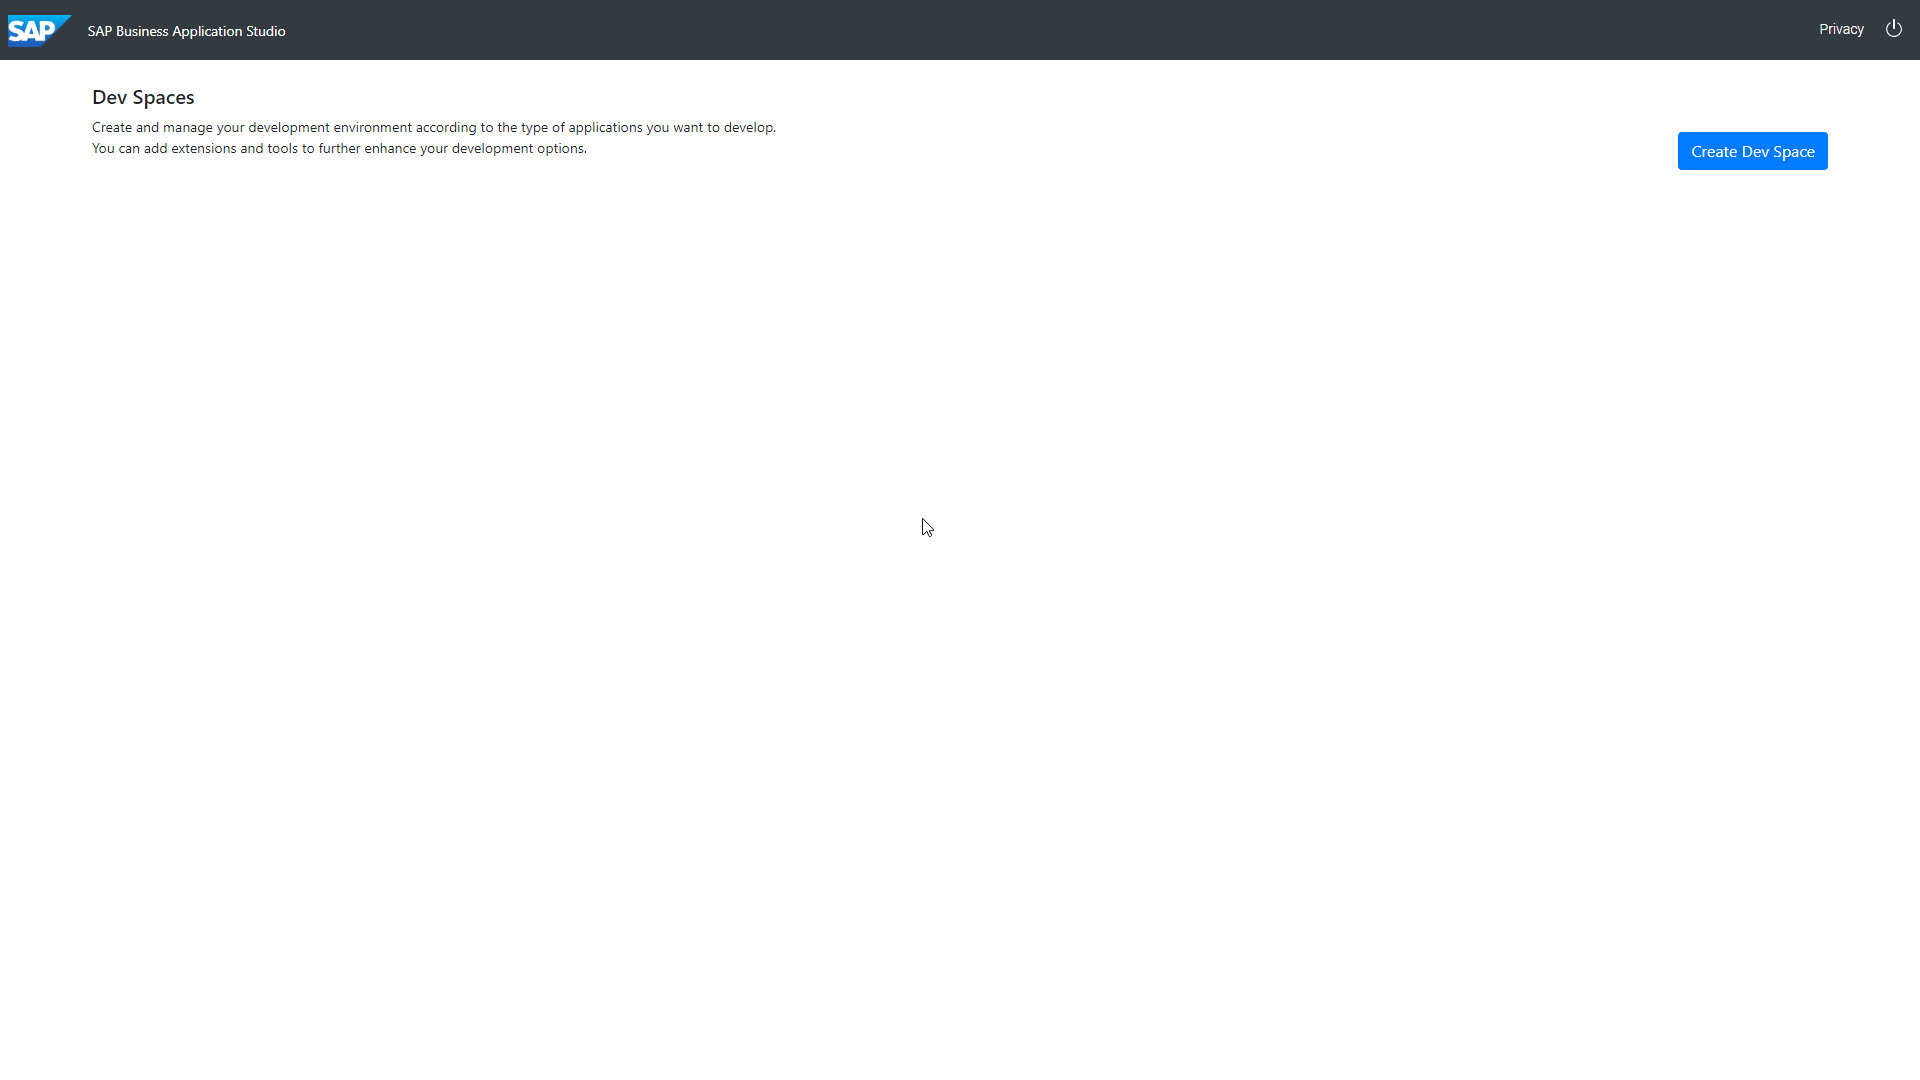 SAP
SAP Business Application Studio
Privacy
Dev Spaces
Create and manage your development environment according to the type of applications you want to develop.
You can add extensions and tools to further enhance your development options.
Create Dev Space